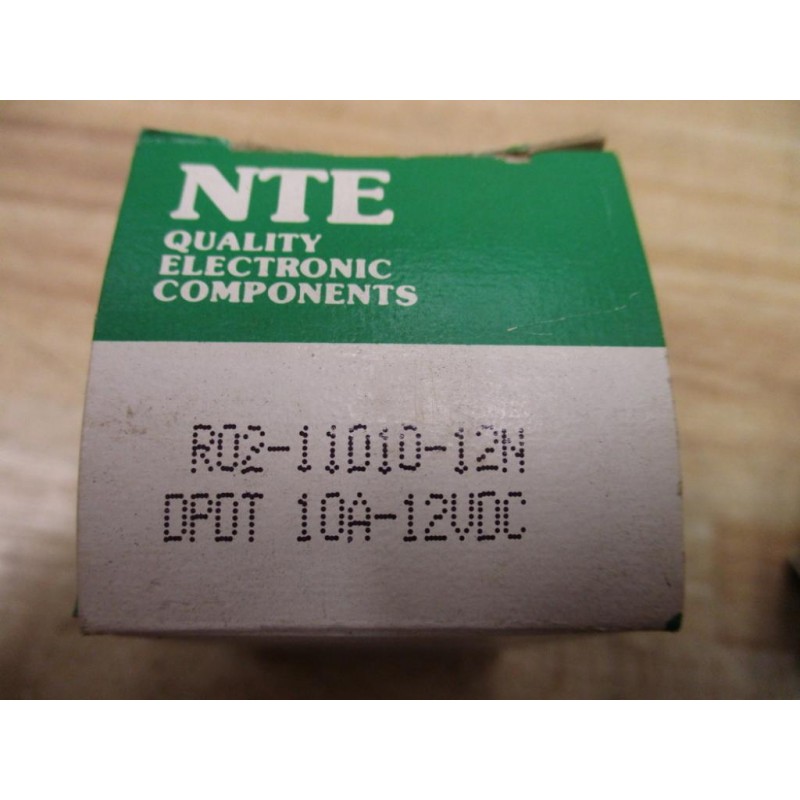 NTE
QUALITY
ELECTRONIC
COMPONENTS
R02-11D10-12N
DPDT 10A-12VDC